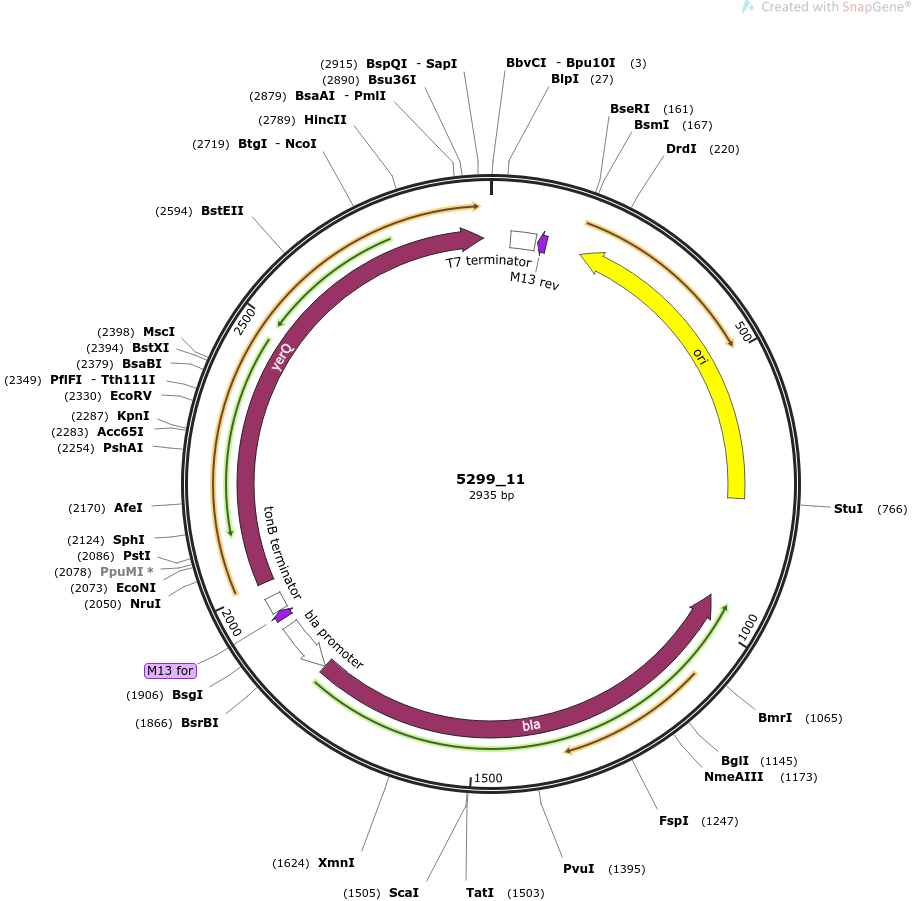 Created with SnapGene®
(2915) BspQI - SapI
(2890) Bsu36I
(2879) BsaAI - PmlI
(2789) HincII
(2719) BtgI - NcoI
(2594) BstEII
BbvCI - Bpu10I (3)
BlpI (27)
BseRI (161)
BsmI (167)
DrdI (220)
T7 terminator
M13 rev
2500
500
yerQ
ori
(2398) MscI
(2394) BstXI
(2379) BsaBI
(2349) PflFI - Tth111I
(2330) EcoRV
(2287) KpnI
(2283) Acc65I
(2254) PshAI
(2170) AfeI
(2124) SphI
(2086) PstI
(2078) PpuMI *
(2073) EcoNI
(2050) NruI
5299_11
2935 bp
StuI (766)
tonB terminator
bla promoter
2000
1000
M13 for
(1906) BsgI
(1866) BsrBI
bla
1500
BmrI (1065)
BglI (1145)
NmeAIII (1173)
FspI (1247)
PvuI (1395)
(1624) XmnI
(1505) ScaI
TatI (1503)